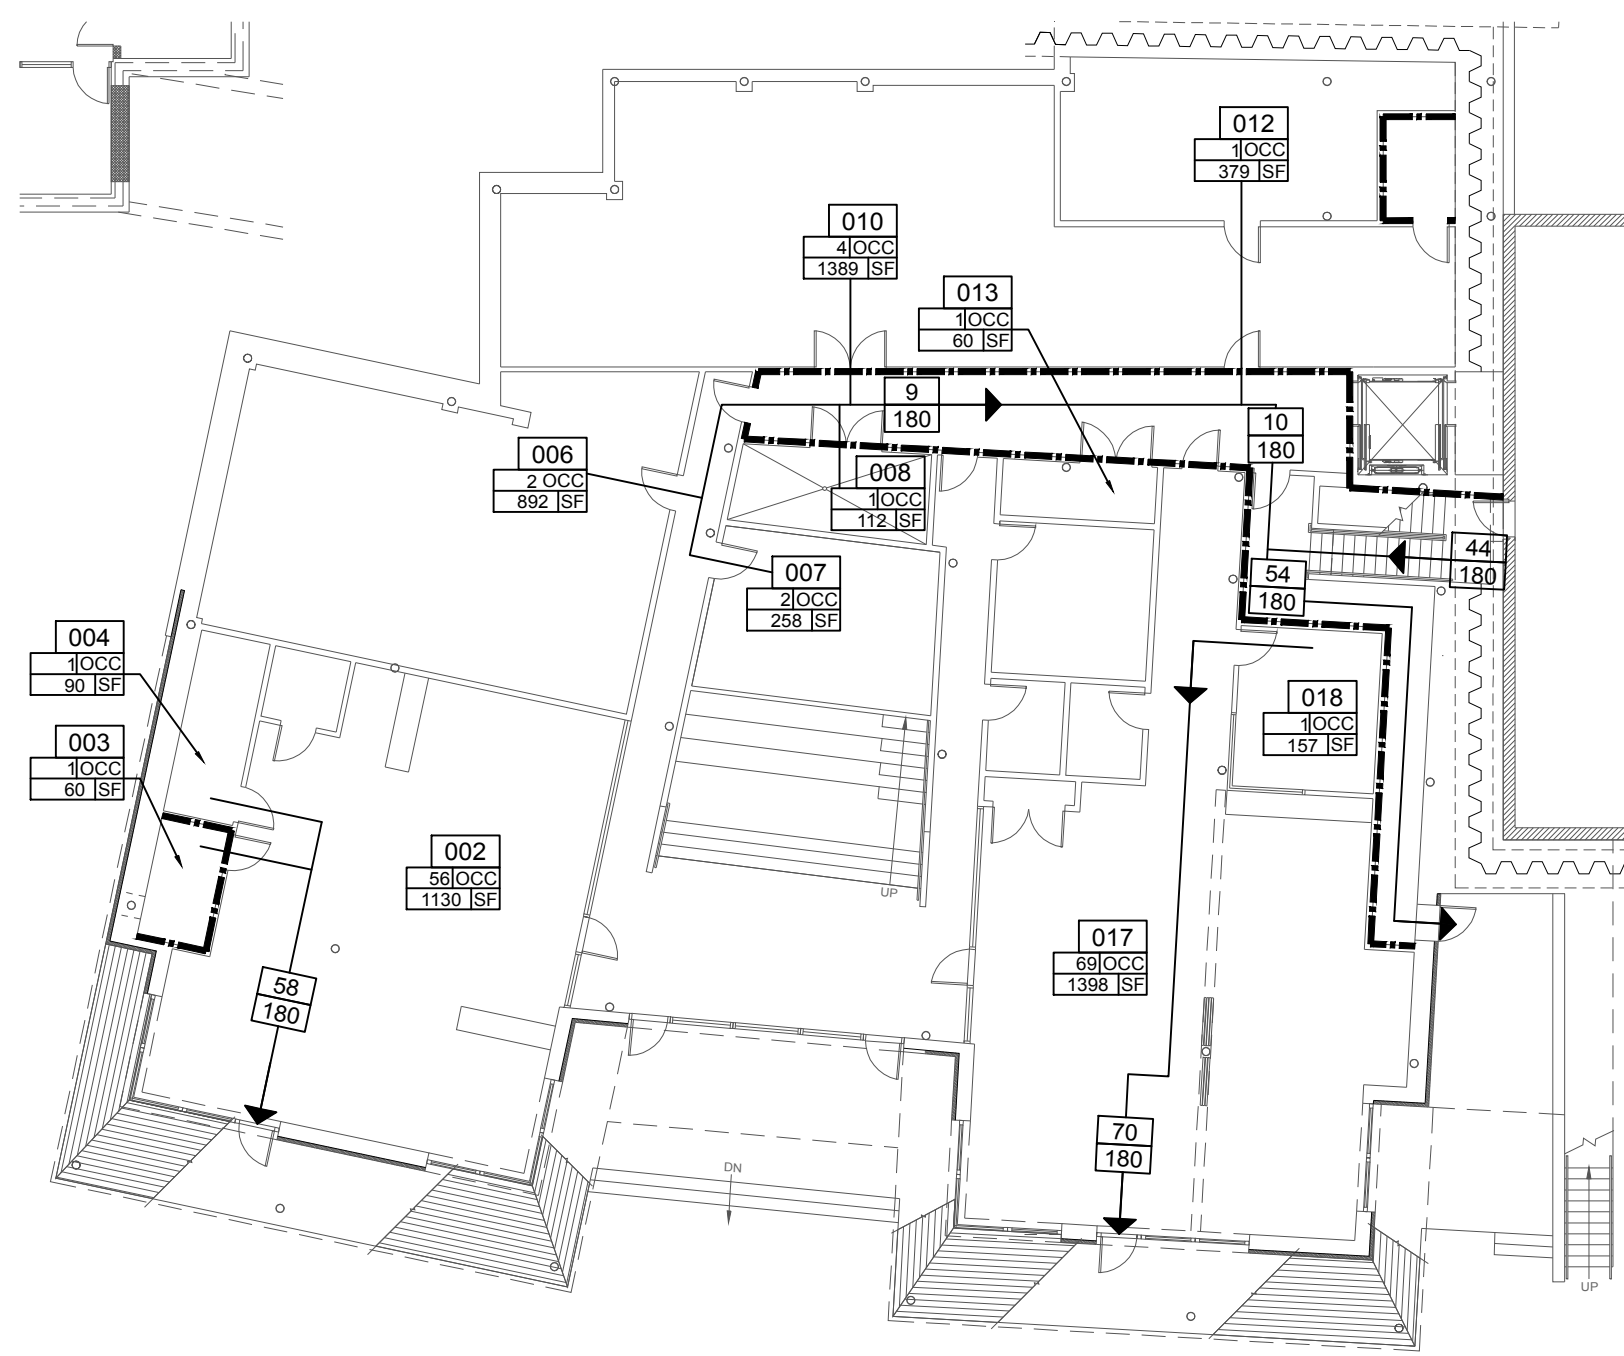 012
1 OCC
379 SF
010
4 OCC
1389 SF
013
1 OCC
60 SF
9
180
10
180
006
2 OCC
892 SF
008
1 OCC
112 SF
007
2 OCC
258 SF
44
180
54
180
004
1 OCC
90 SF
003
1 OCC
60 SF
018
1 OCC
157 SF
002
56 OCC
1130 SF
UP
017
69 OCC
1398 SF
58
180
70
180
DN
UP